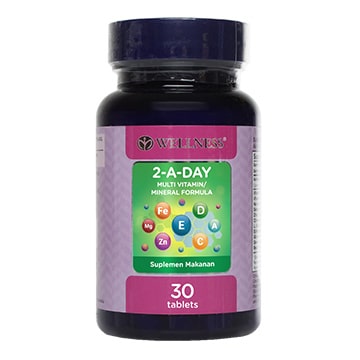 WELLNESS®
2-A-DAY
MULTI VITAMIN/
MINERAL FORMULA
Fe
D
Mg
E
A
Zn
C
Suplemen Makanan
30
tablets